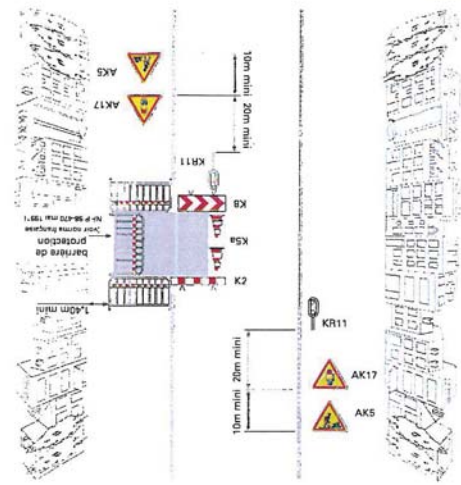 AK5
AK17
10m mini
20m mini
KR11
K8
K5a
K2
barrière de
protection
(voir norme française
NF P 98-470 mai 1991)
1,40m mini
KR11
20m mini
AK17
10m mini
AK5